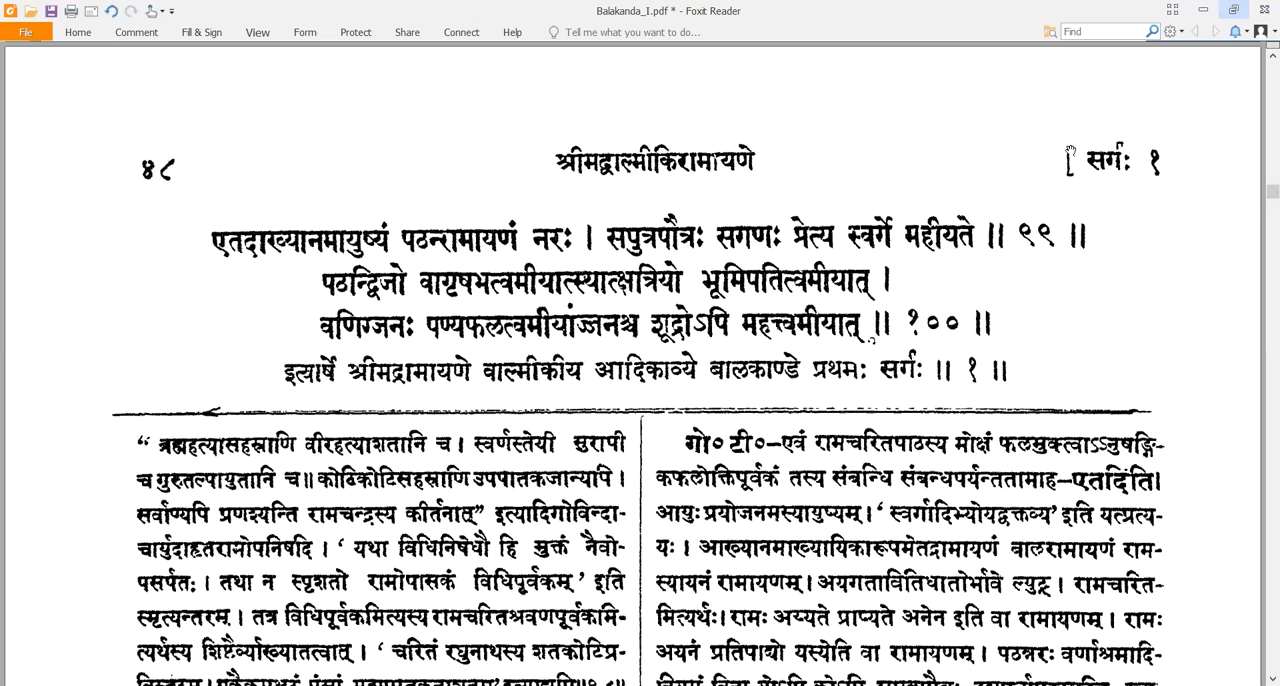 Balakanda_I.pdf * - Foxit Reader
File Home Comment Fill & Sign View Form Protect Share Connect Help Tell me what you want to do... Find
४८ श्रीमद्वाल्मीकिरामायणे [ सर्गः १
एतदाख्यानमायुष्यं पठन्रामायणं नरः । सपुत्रपौत्रः सगणः प्रेत्य स्वर्गे महीयते ॥ ९९ ॥
पठन्द्विजो वागृषभत्वमीयात्स्यात्क्षत्रियो भूमिपतित्वमीयात् ।
वणिग्जनः पण्यफलत्वमीयाज्जनश्च शूद्रोऽपि महत्त्वमीयात् ॥ १०० ॥
इत्यार्षे श्रीमद्रामायणे वाल्मीकीय आदिकाव्ये बालकाण्डे प्रथमः सर्गः ॥ १ ॥
“ ब्रह्महत्यासहस्राणि वीरहत्याशतानि च । स्वर्णस्तेयी सुरापी
च गुरुतल्पायुतानि च॥ कोटिकोटिसहस्राणि उपपातकजान्यपि ।
सर्वाण्यपि प्रणश्यन्ति रामचन्द्रस्य कीर्तनात्” इत्यादिगोविन्दा-
चार्युदाहृतरामोपनिषदि । ‘ यथा विधिनिषेधौ हि मुक्तं नैवो-
पसर्पतः । तथा न स्पृशतो रामोपासकं विधिपूर्वकम् ’ इति
स्मृत्यन्तरम् । तत्र विधिपूर्वकमित्यस्य रामचरितश्रवणपूर्वकमि-
त्यर्थस्य शिष्टैर्व्याख्यातत्वात् । ‘ चरितं रघुनाथस्य शतकोटिप्र-
गो० टी०–एवं रामचरितपाठस्य मोक्षं फलमुक्त्वाऽऽनुषङ्गि-
कफलोक्तिपूर्वकं तस्य संबन्धि संबन्धपर्यन्ततामाह–एतदिति।
आयुः प्रयोजनमस्यायुष्यम् । ‘ स्वर्गादिभ्योयद्वक्तव्य’ इति यत्प्रत्य-
यः । आख्यानमाख्यायिकारूपमेतद्रामायणं बालरामायणं राम-
स्यायनं रामायणम् । अयगतावितिधातोर्भावे ल्युट् । रामचरित-
मित्यर्थः । रामः अय्यते प्राप्यते अनेन इति वा रामायणम् । रामः
अयनं प्रतिपाद्यो यस्येति वा रामायणम् । पठन्नरः वर्णाश्रमादि-